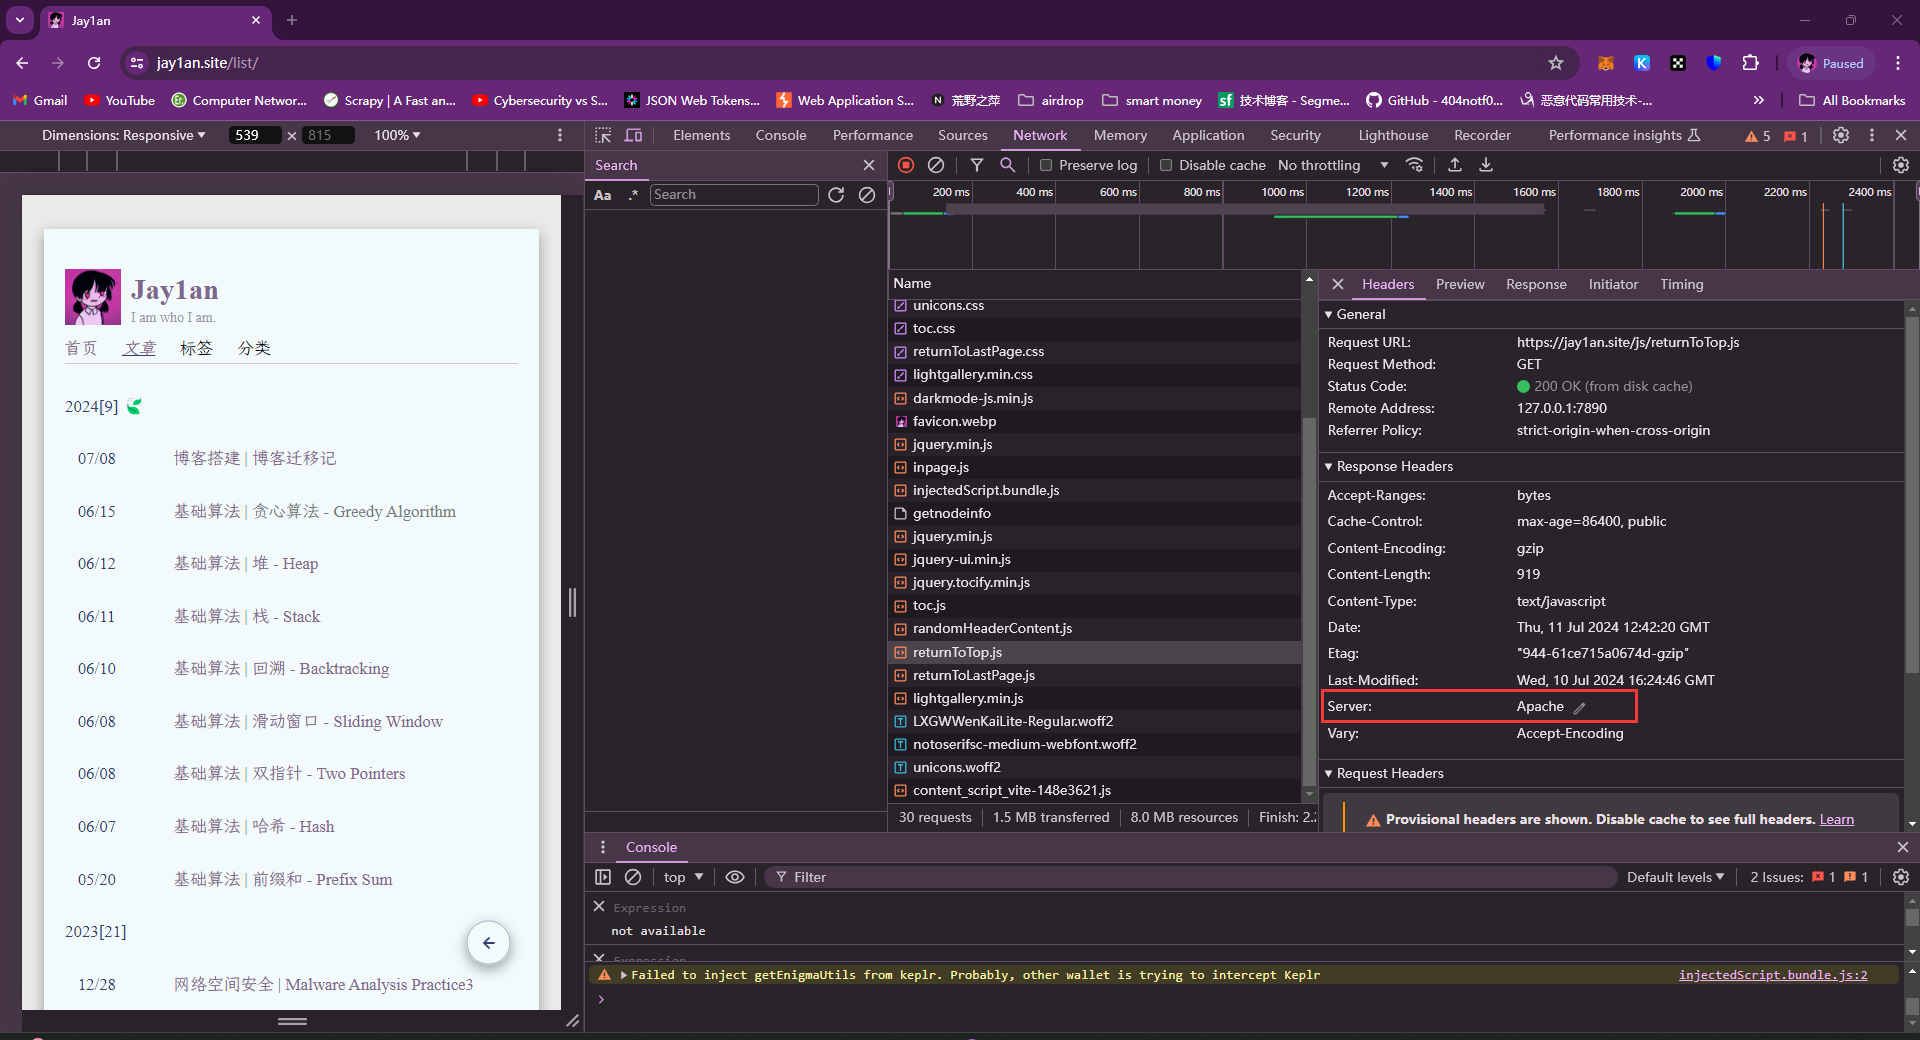 Jay1an
jay1an.site/list/
Paused
Gmail
YouTube
Computer Networ...
Scrapy | A Fast an...
Cybersecurity vs S...
JSON Web Tokens...
Web Application S...
荒野之萍
airdrop
smart money
技术博客 - Segme...
GitHub - 404notf0...
恶意代码常用技术-...
All Bookmarks
Dimensions: Responsive 539 × 815 100%
Elements Console Performance Sources Network Memory Application Security Lighthouse Recorder Performance insights 5 1
Search
Preserve log Disable cache No throttling
Aa .* Search
200 ms 400 ms 600 ms 800 ms 1000 ms 1200 ms 1400 ms 1600 ms 1800 ms 2000 ms 2200 ms 2400 ms
Jay1an
I am who I am.
首页 文章 标签 分类
2024[9]
07/08 博客搭建 | 博客迁移记
06/15 基础算法 | 贪心算法 - Greedy Algorithm
06/12 基础算法 | 堆 - Heap
06/11 基础算法 | 栈 - Stack
06/10 基础算法 | 回溯 - Backtracking
06/08 基础算法 | 滑动窗口 - Sliding Window
06/08 基础算法 | 双指针 - Two Pointers
06/07 基础算法 | 哈希 - Hash
05/20 基础算法 | 前缀和 - Prefix Sum
2023[21]
12/28 网络空间安全 | Malware Analysis Practice3
Name
unicons.css
toc.css
returnToLastPage.css
lightgallery.min.css
darkmode-js.min.js
favicon.webp
jquery.min.js
inpage.js
injectedScript.bundle.js
getnodeinfo
jquery.min.js
jquery-ui.min.js
jquery.tocify.min.js
toc.js
randomHeaderContent.js
returnToTop.js
returnToLastPage.js
lightgallery.min.js
LXGWWenKaiLite-Regular.woff2
notoserifsc-medium-webfont.woff2
unicons.woff2
content_script_vite-148e3621.js
30 requests 1.5 MB transferred 8.0 MB resources Finish: 2.2
Headers Preview Response Initiator Timing
General
Request URL: https://jay1an.site/js/returnToTop.js
Request Method: GET
Status Code: 200 OK (from disk cache)
Remote Address: 127.0.0.1:7890
Referrer Policy: strict-origin-when-cross-origin
Response Headers
Accept-Ranges: bytes
Cache-Control: max-age=86400, public
Content-Encoding: gzip
Content-Length: 919
Content-Type: text/javascript
Date: Thu, 11 Jul 2024 12:42:20 GMT
Etag: "944-61ce715a0674d-gzip"
Last-Modified: Wed, 10 Jul 2024 16:24:46 GMT
Server: Apache
Vary: Accept-Encoding
Request Headers
Provisional headers are shown. Disable cache to see full headers. Learn
Console
top Filter Default levels 2 Issues: 1 1
Expression
not available
Expression
Failed to inject getEnigmaUtils from keplr. Probably, other wallet is trying to intercept Keplr injectedScript.bundle.js:2